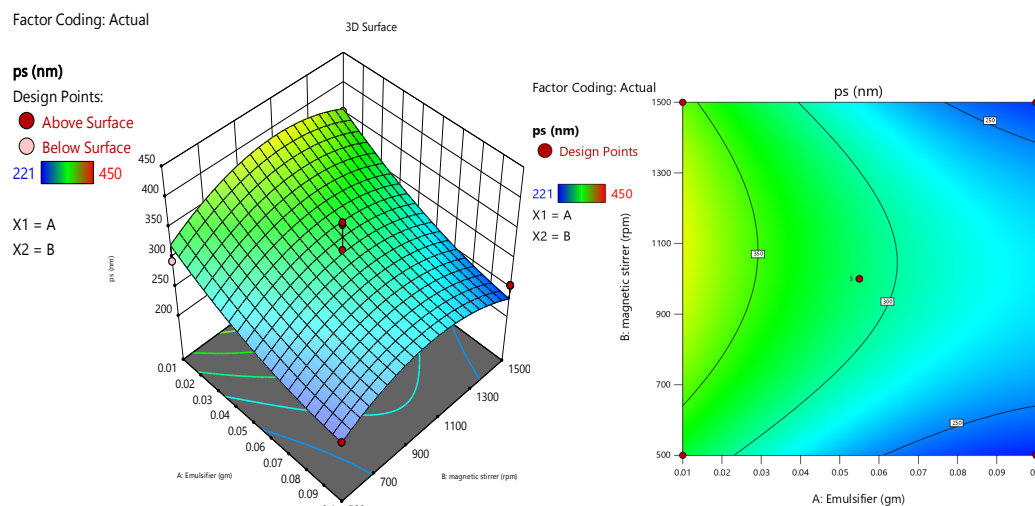 Factor Coding: Actual
3D Surface
ps (nm)
Design Points:
Above Surface
Below Surface
221 450
X1 = A
X2 = B
450
400
350
300
250
200
ps (nm)
0.01
0.02
0.03
0.04
0.05
0.06
0.07
0.08
0.09
A: Emulsifier (gm)
700
900
1100
1300
1500
B: magnetic stirrer (rpm)
Factor Coding: Actual
ps (nm)
ps (nm)
Design Points
221 450
X1 = A
X2 = B
1500
1300
1100
900
700
500
B: magnetic stirrer (rpm)
250
350
300
250
5
0.01 0.02 0.03 0.04 0.05 0.06 0.07 0.08 0.09
A: Emulsifier (gm)